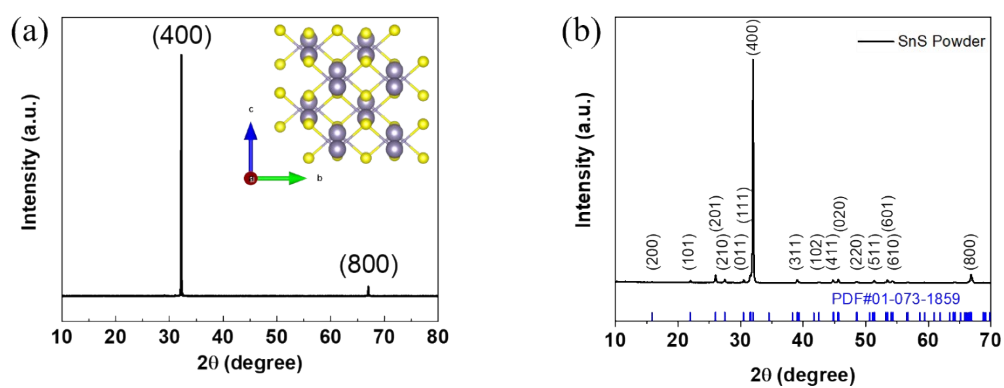 (a)
(400)
(800)
c
b
Intensity (a.u.)
10 20 30 40 50 60 70 80
2θ (degree)
(b)
(400)
SnS Powder
(200)
(101)
(201)
(210)
(011)
(111)
(311)
(102)
(411)
(020)
(220)
(511)
(601)
(610)
(800)
PDF#01-073-1859
Intensity (a.u.)
10 20 30 40 50 60 70
2θ (degree)